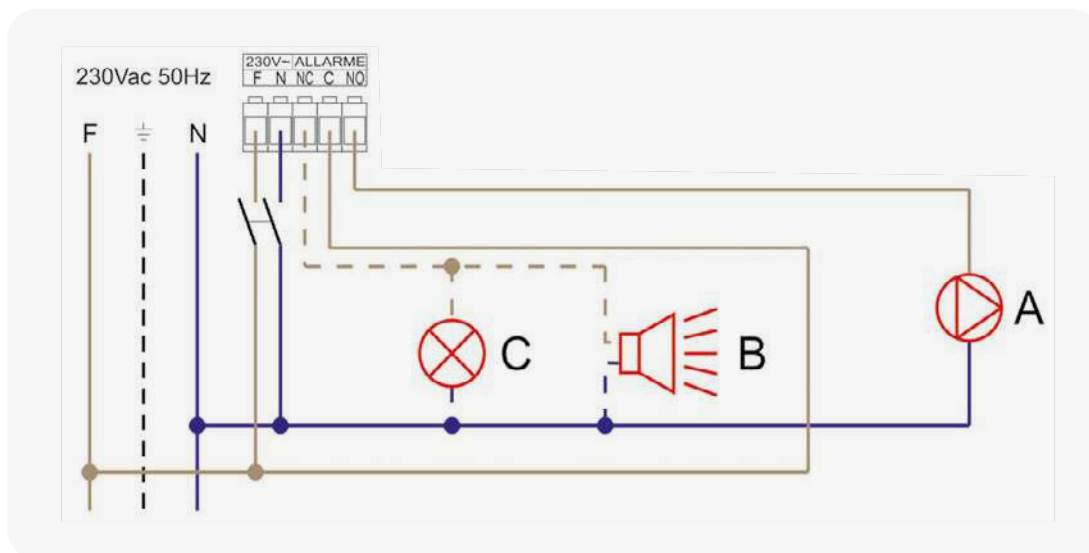 230V~ ALLARME
F N NC C NO
230Vac 50Hz
F N
A
C B